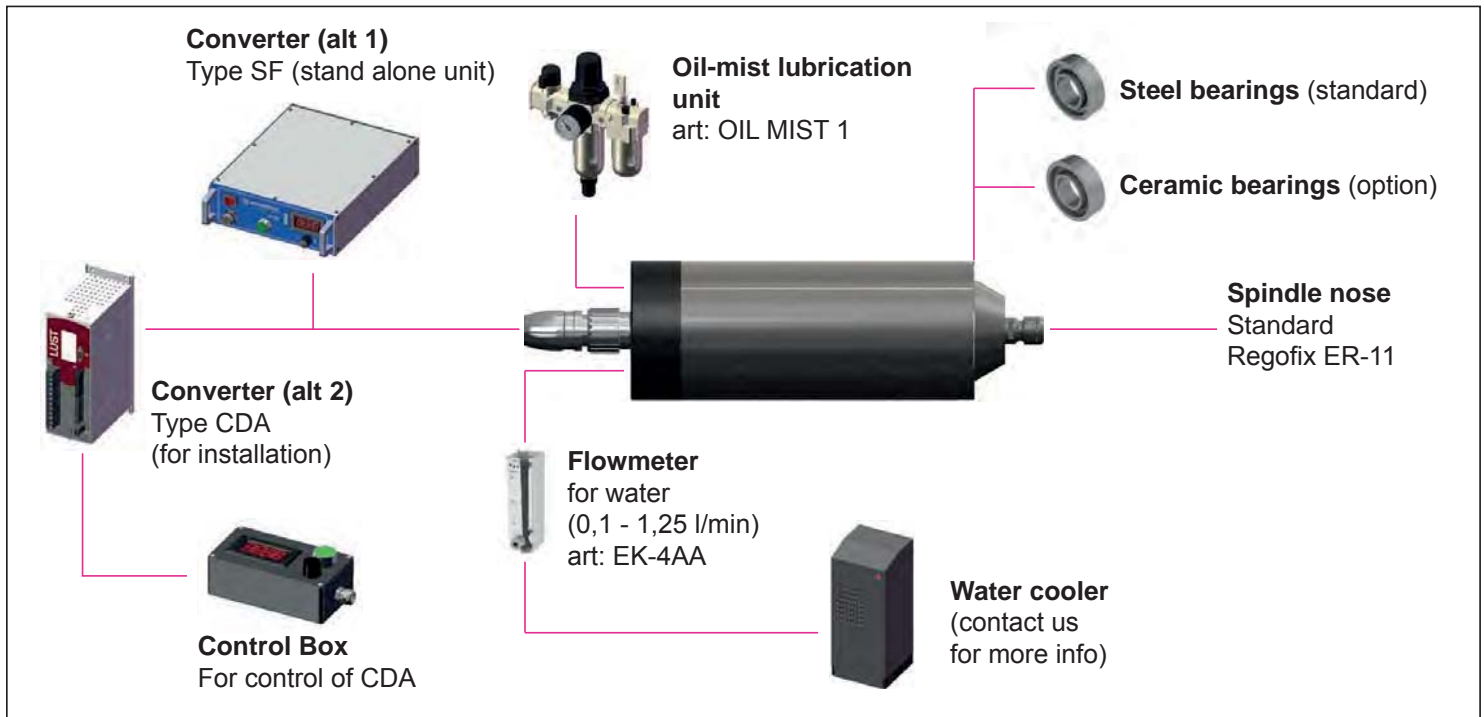 Converter (alt 1)
Type SF (stand alone unit)
Oil-mist lubrication
unit
art: OIL MIST 1
Steel bearings (standard)
Ceramic bearings (option)
Spindle nose
Standard
Regofix ER-11
LUST
Converter (alt 2)
Type CDA
(for installation)
Flowmeter
for water
(0,1 - 1,25 l/min)
art: EK-4AA
Water cooler
(contact us
for more info)
Control Box
For control of CDA